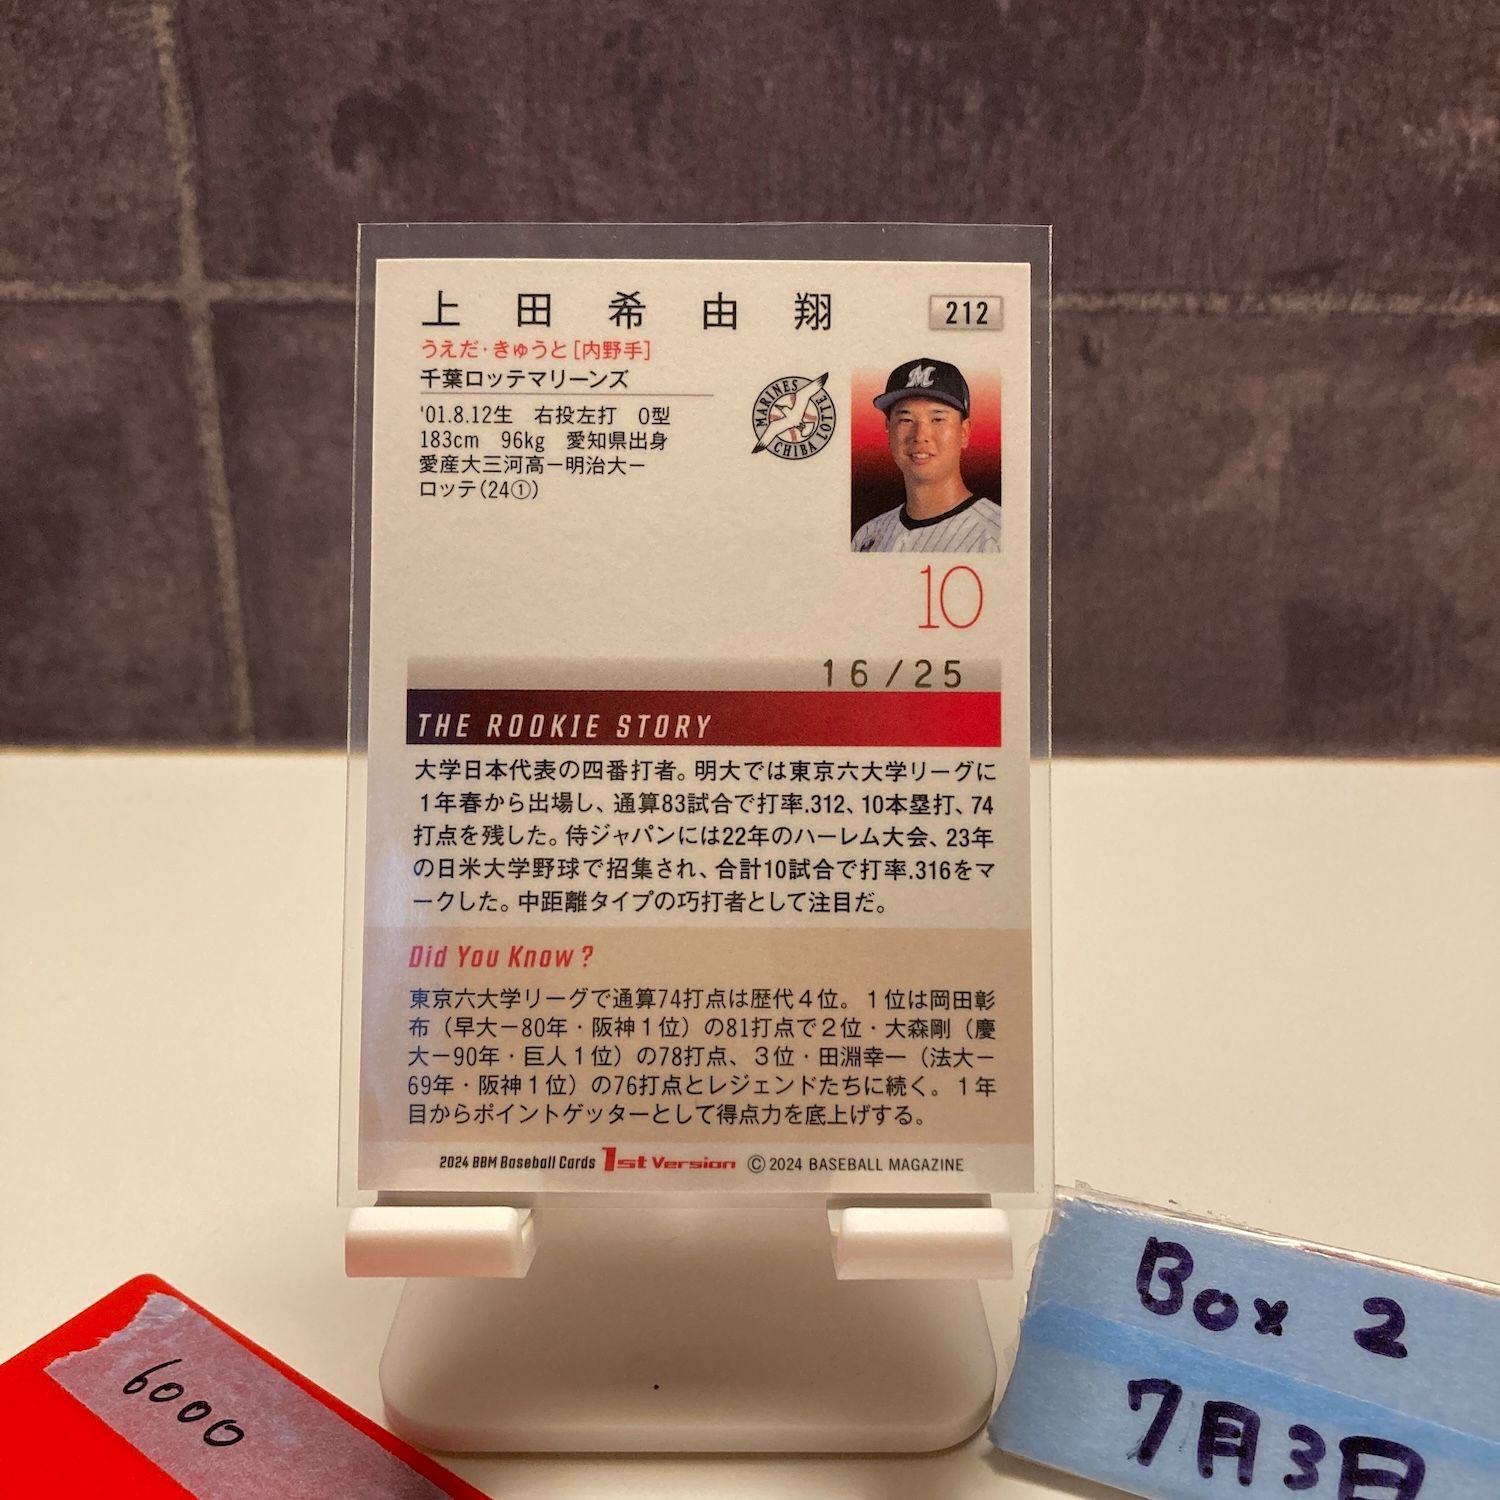 上田希由翔
212
うえだ・きゅうと[内野手]
千葉ロッテマリーンズ
'01.8.12生 右投左打 O型
183cm 96kg 愛知県出身
愛産大三河高ー明治大ー
ロッテ(24①)
MARINES
CHIBA LOTTE
M
10
16/25
THE ROOKIE STORY
大学日本代表の四番打者。明大では東京六大学リーグに
1年春から出場し、通算83試合で打率.312、10本塁打、74
打点を残した。侍ジャパンには22年のハーレム大会、23年
の日米大学野球で招集され、合計10試合で打率.316をマ
ークした。中距離タイプの巧打者として注目だ。
Did You Know?
東京六大学リーグで通算74打点は歴代4位。1位は岡田彰
布（早大ー80年・阪神1位）の81打点で2位・大森剛（慶
大ー90年・巨人1位）の78打点、3位・田淵幸一（法大ー
69年・阪神1位）の76打点とレジェンドたちに続く。1年
目からポイントゲッターとして得点力を底上げする。
2024 BBM Baseball Cards 1st Version ©2024 BASEBALL MAGAZINE
6000
Box 2
7月3日